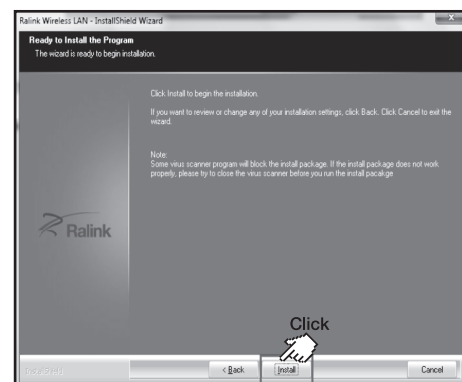 Ralink Wireless LAN - InstallShield Wizard
x
Ready to Install the Program
The wizard is ready to begin installation.
Click Install to begin the installation.
If you want to review or change any of your installation settings, click Back. Click Cancel to exit the
wizard.
Note:
Some virus scanner program will block the install package. If the install package does not work
properly, please try to close the virus scanner before you run the install pacakge
Ralink
Click
InstallShield
< Back
Install
Cancel